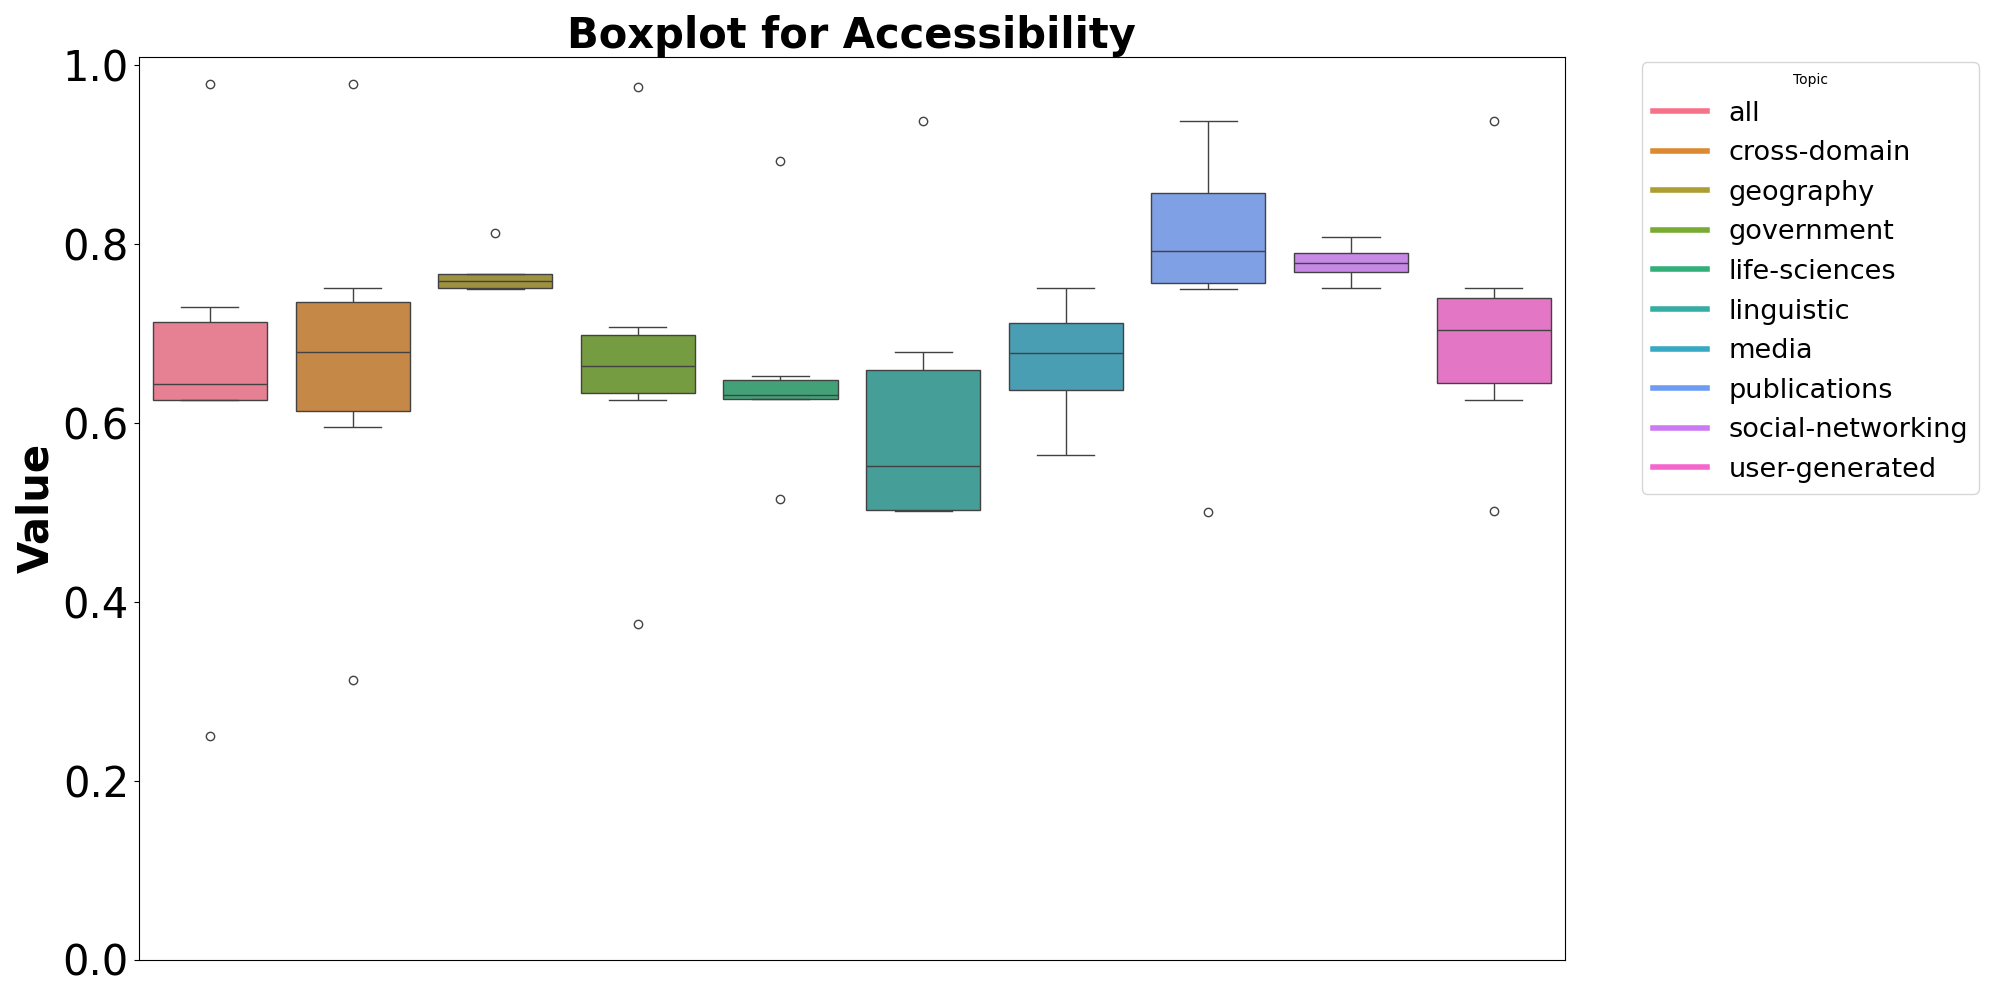 Boxplot for Accessibility
Value
1.0
0.8
0.6
0.4
0.2
0.0
Topic
all
cross-domain
geography
government
life-sciences
linguistic
media
publications
social-networking
user-generated